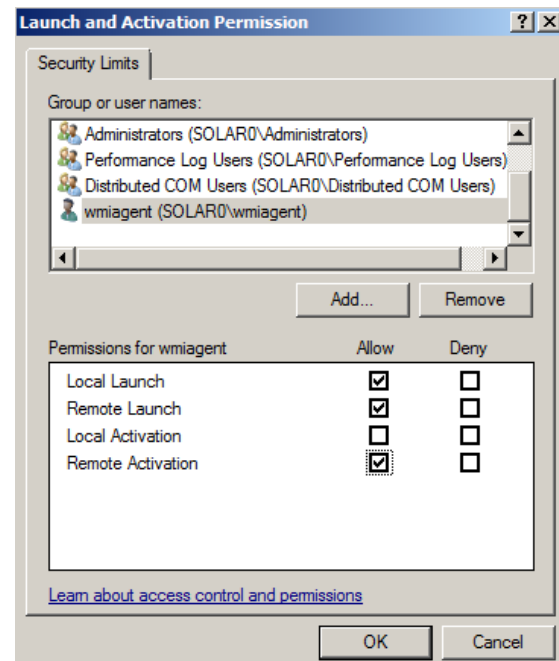 Launch and Activation Permission
Security Limits
Group or user names:
Administrators (SOLAR0\Administrators)
Performance Log Users (SOLAR0\Performance Log Users)
Distributed COM Users (SOLAR0\Distributed COM Users)
wmiagent (SOLAR0\wmiagent)
Add... Remove
Permissions for wmiagent Allow Deny
Local Launch
Remote Launch
Local Activation
Remote Activation
Learn about access control and permissions
OK Cancel